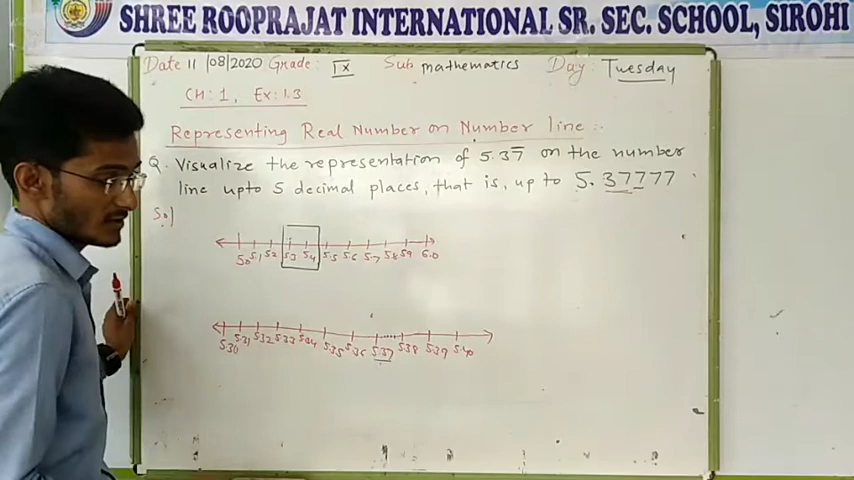 SHREE ROOPRAJAT INTERNATIONAL SR. SEC. SCHOOL, SIROHI
Date 11/08/2020 Grade: IX Sub mathematics Day: Tuesday
CH: 1, Ex: 1.3
Representing Real Number on Number line :-
Q. Visualize the representation of 5.37̅ on the number
line upto 5 decimal places, that is, up to 5.37777
Sol
5.0 5.1 5.2 5.3 5.4 5.5 5.6 5.7 5.8 5.9 6.0
5.30 5.31 5.32 5.33 5.34 5.35 5.36 5.37 5.38 5.39 5.40